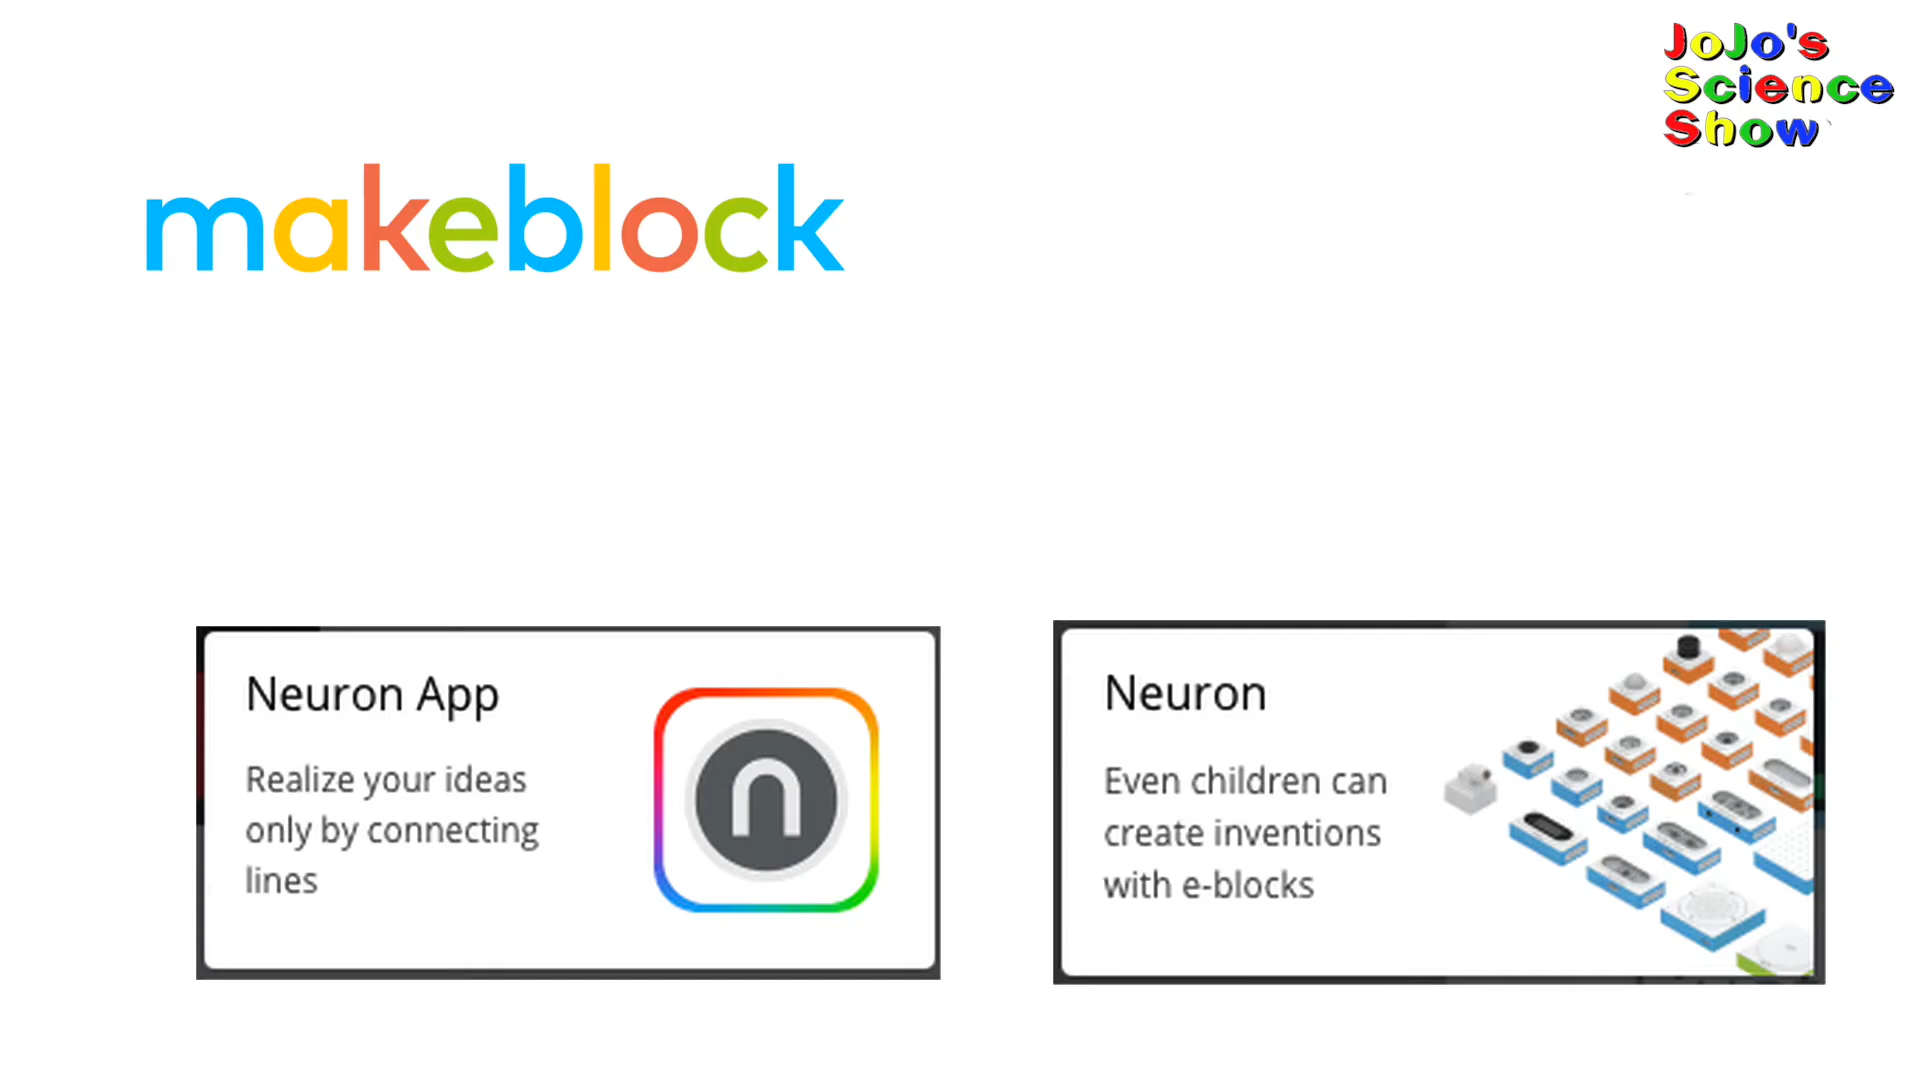 JoJo's
Science
Show
makeblock
Neuron App
Realize your ideas
only by connecting
lines
Neuron
Even children can
create inventions
with e-blocks